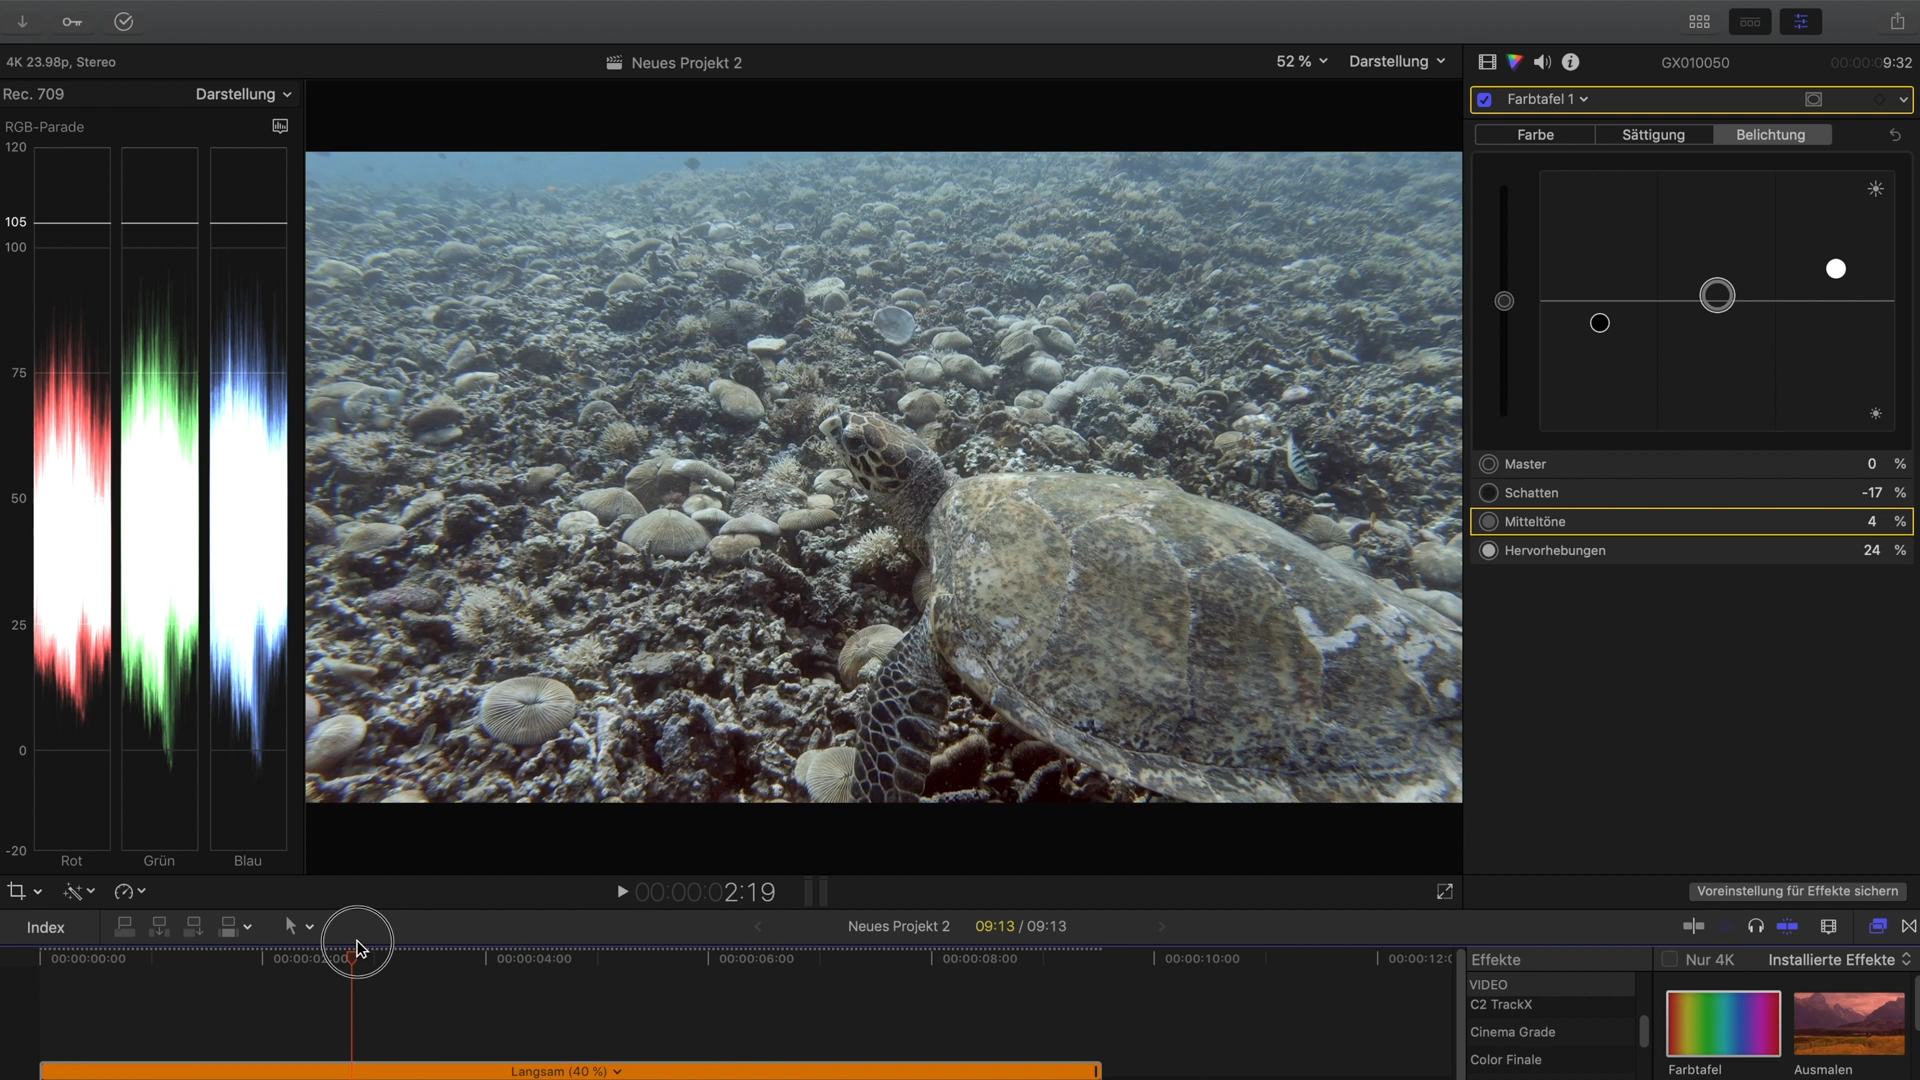 4K 23.98p, Stereo
Neues Projekt 2
52 %
Darstellung
GX010050
00:00:09:32
Rec. 709
Darstellung
Farbtafel 1
RGB-Parade
Farbe
Sättigung
Belichtung
120
105
100
75
50
25
0
-20
Rot
Grün
Blau
Master 0 %
Schatten -17 %
Mitteltöne 4 %
Hervorhebungen 24 %
00:00:02:19
Voreinstellung für Effekte sichern
Index
Neues Projekt 2
09:13 / 09:13
00:00:00:00
00:00:04:00
00:00:06:00
00:00:08:00
00:00:10:00
Effekte
Nur 4K
Installierte Effekte
VIDEO
C2 TrackX
Cinema Grade
Color Finale
Farbtafel
Ausmalen
Langsam (40 %)